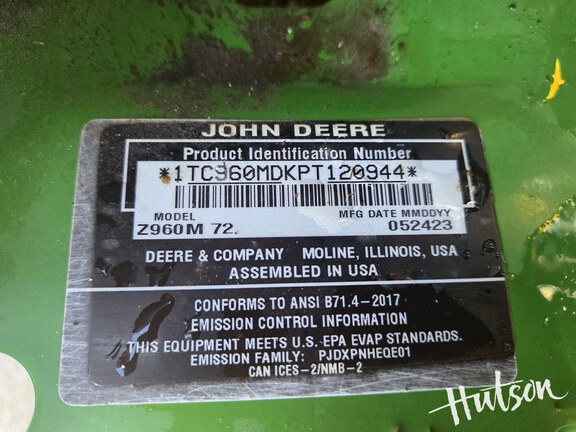 JOHN DEERE
Product Identification Number
*1TC960MDKPT120944*
MODEL MFG DATE MMDDYY
Z960M 72. 052423
DEERE & COMPANY MOLINE, ILLINOIS, USA
ASSEMBLED IN USA
CONFORMS TO ANSI B71.4-2017
EMISSION CONTROL INFORMATION
THIS EQUIPMENT MEETS U.S. EPA EVAP STANDARDS.
EMISSION FAMILY: PJDXPNHEQE01
CAN ICES-2/NMB-2
Hutson